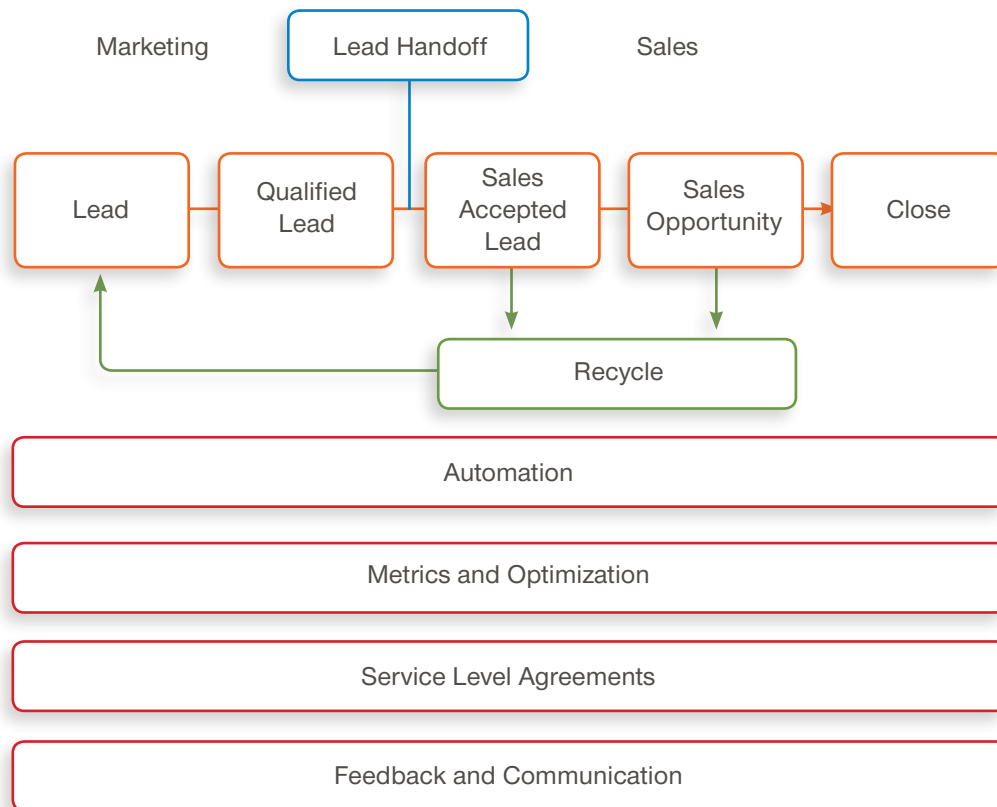 Marketing
Lead Handoff
Sales
Lead
Qualified
Lead
Sales
Accepted
Lead
Sales
Opportunity
Close
Recycle
Automation
Metrics and Optimization
Service Level Agreements
Feedback and Communication